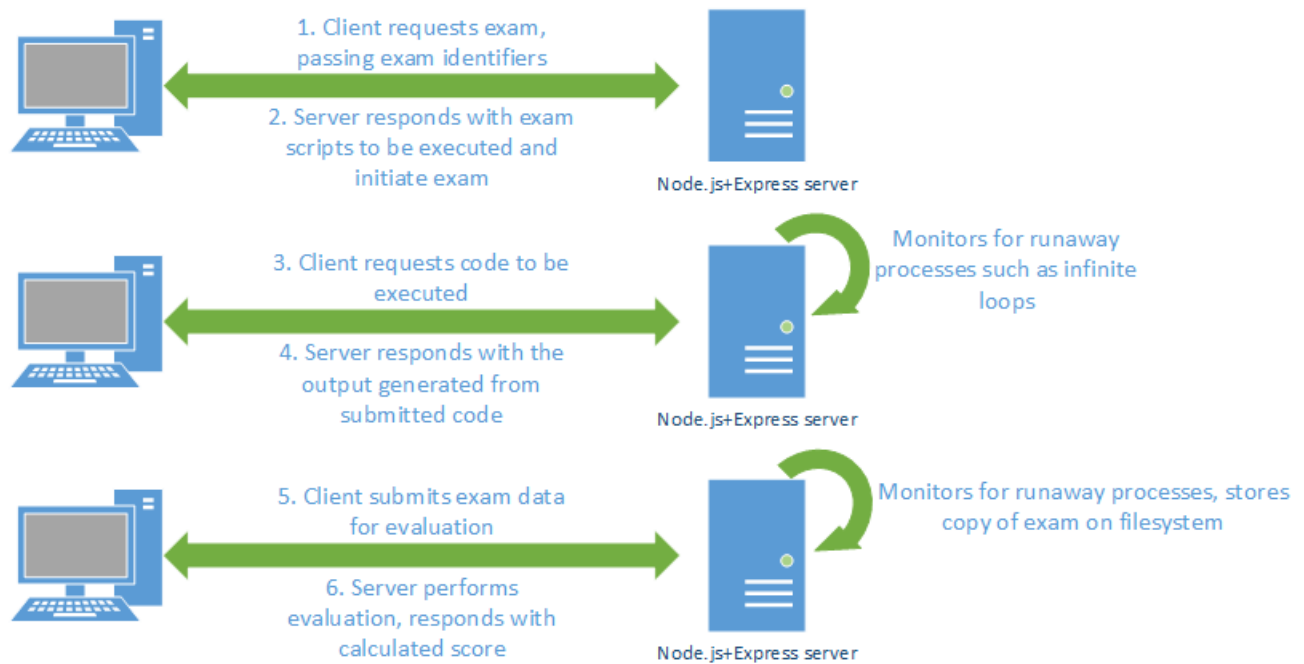 1. Client requests exam,
passing exam identifiers
2. Server responds with exam
scripts to be executed and
initiate exam
Node.js+Express server
3. Client requests code to be
executed
4. Server responds with the
output generated from
submitted code
Node.js+Express server
Monitors for runaway
processes such as infinite
loops
5. Client submits exam data
for evaluation
6. Server performs
evaluation, responds with
calculated score
Node.js+Express server
Monitors for runaway processes, stores
copy of exam on filesystem